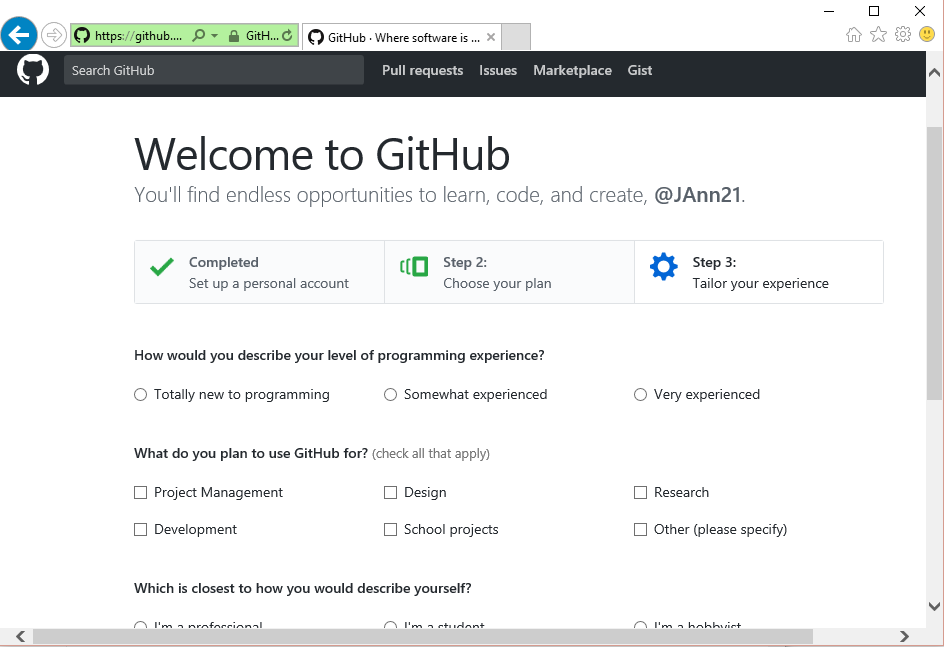 https://github....
GitH...
GitHub · Where software is ...
Search GitHub
Pull requests
Issues
Marketplace
Gist
Welcome to GitHub
You'll find endless opportunities to learn, code, and create, @JAnn21.
Completed
Set up a personal account
Step 2:
Choose your plan
Step 3:
Tailor your experience
How would you describe your level of programming experience?
Totally new to programming
Somewhat experienced
Very experienced
What do you plan to use GitHub for? (check all that apply)
Project Management
Design
Research
Development
School projects
Other (please specify)
Which is closest to how you would describe yourself?
I'm a professional
I'm a student
I'm a hobbyist